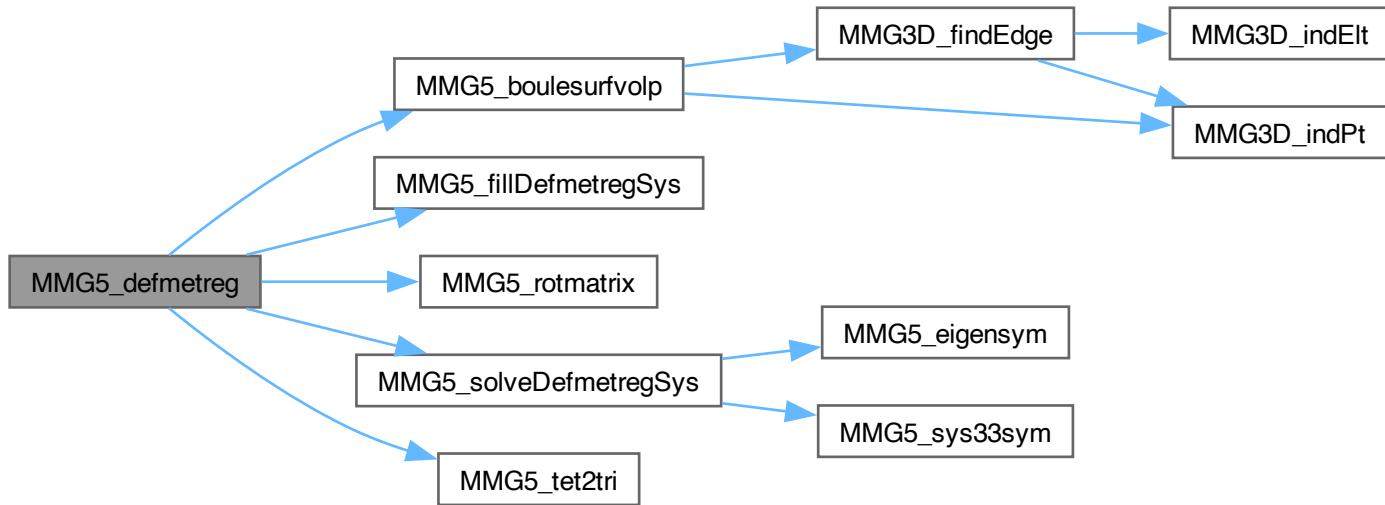 MMG3D_findEdge
MMG3D_indElt
MMG5_boulesurfvolp
MMG3D_indPt
MMG5_fillDefmetregSys
MMG5_defmetreg
MMG5_rotmatrix
MMG5_eigensym
MMG5_solveDefmetregSys
MMG5_sys33sym
MMG5_tet2tri